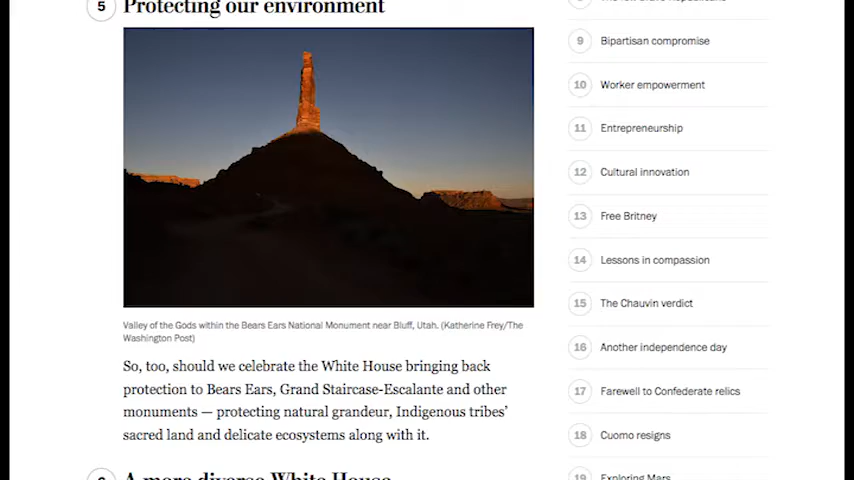 5 Protecting our environment
Valley of the Gods within the Bears Ears National Monument near Bluff, Utah. (Katherine Frey/The
Washington Post)
So, too, should we celebrate the White House bringing back
protection to Bears Ears, Grand Staircase-Escalante and other
monuments — protecting natural grandeur, Indigenous tribes'
sacred land and delicate ecosystems along with it.
A more diverse White House
9 Bipartisan compromise
10 Worker empowerment
11 Entrepreneurship
12 Cultural innovation
13 Free Britney
14 Lessons in compassion
15 The Chauvin verdict
16 Another independence day
17 Farewell to Confederate relics
18 Cuomo resigns
19 Exploring Mars